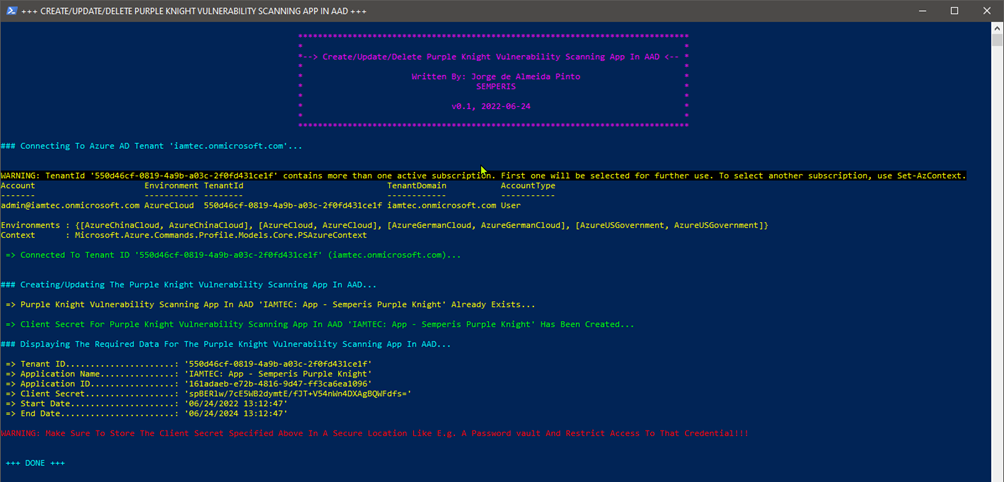 +++ CREATE/UPDATE/DELETE PURPLE KNIGHT VULNERABILITY SCANNING APP IN AAD +++
********************************************************************************
* *
*--> Create/Update/Delete Purple Knight Vulnerability Scanning App In AAD <-- *
* *
* Written By: Jorge de Almeida Pinto *
* SEMPERIS *
* *
* v0.1, 2022-06-24 *
* *
********************************************************************************
### Connecting To Azure AD Tenant 'iamtec.onmicrosoft.com'...
WARNING: TenantId '550d46cf-0819-4a9b-a03c-2f0fd431ce1f' contains more than one active subscription. First one will be selected for further use. To select another subscription, use Set-AzContext.
Account Environment TenantId TenantDomain AccountType
------- ----------- -------- ------------ -----------
admin@iamtec.onmicrosoft.com AzureCloud 550d46cf-0819-4a9b-a03c-2f0fd431ce1f iamtec.onmicrosoft.com User
Environments : {[AzureChinaCloud, AzureChinaCloud], [AzureCloud, AzureCloud], [AzureGermanCloud, AzureGermanCloud], [AzureUSGovernment, AzureUSGovernment]}
Context : Microsoft.Azure.Commands.Profile.Models.Core.PSAzureContext
=> Connected To Tenant ID '550d46cf-0819-4a9b-a03c-2f0fd431ce1f' (iamtec.onmicrosoft.com)...
### Creating/Updating The Purple Knight Vulnerability Scanning App In AAD...
=> Purple Knight Vulnerability Scanning App In AAD 'IAMTEC: App - Semperis Purple Knight' Already Exists...
=> Client Secret For Purple Knight Vulnerability Scanning App In AAD 'IAMTEC: App - Semperis Purple Knight' Has Been Created...
### Displaying The Required Data For The Purple Knight Vulnerability Scanning App In AAD...
=> Tenant ID......................: '550d46cf-0819-4a9b-a03c-2f0fd431ce1f'
=> Application Name...............: 'IAMTEC: App - Semperis Purple Knight'
=> Application ID.................: '161adaeb-e72b-4816-9d47-ff3ca6ea1096'
=> Client Secret..................: 'spBERlw/7cE5WB2dymtE/fJT+V54nWn4DXAgBQWFdfs='
=> Start Date.....................: '06/24/2022 13:12:47'
=> End Date.......................: '06/24/2024 13:12:47'
WARNING: Make Sure To Store The Client Secret Specified Above In A Secure Location Like E.g. A Password vault And Restrict Access To That Credential!!!
+++ DONE +++